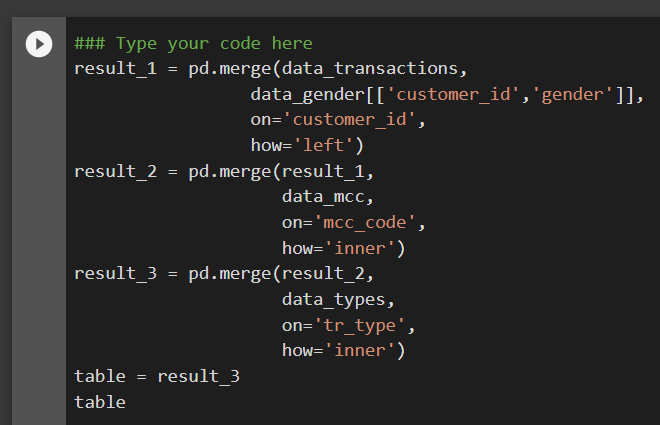 ### Type your code here
result_1 = pd.merge(data_transactions,
data_gender[['customer_id','gender']],
on='customer_id',
how='left')
result_2 = pd.merge(result_1,
data_mcc,
on='mcc_code',
how='inner')
result_3 = pd.merge(result_2,
data_types,
on='tr_type',
how='inner')
table = result_3
table